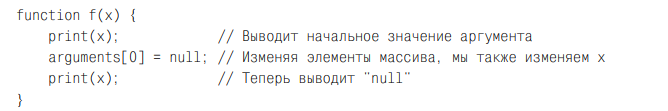 function f(x) {
print(x); // Выводит начальное значение аргумента
arguments[0] = null; // Изменяя элементы массива, мы также изменяем x
print(x); // Теперь выводит "null"
}